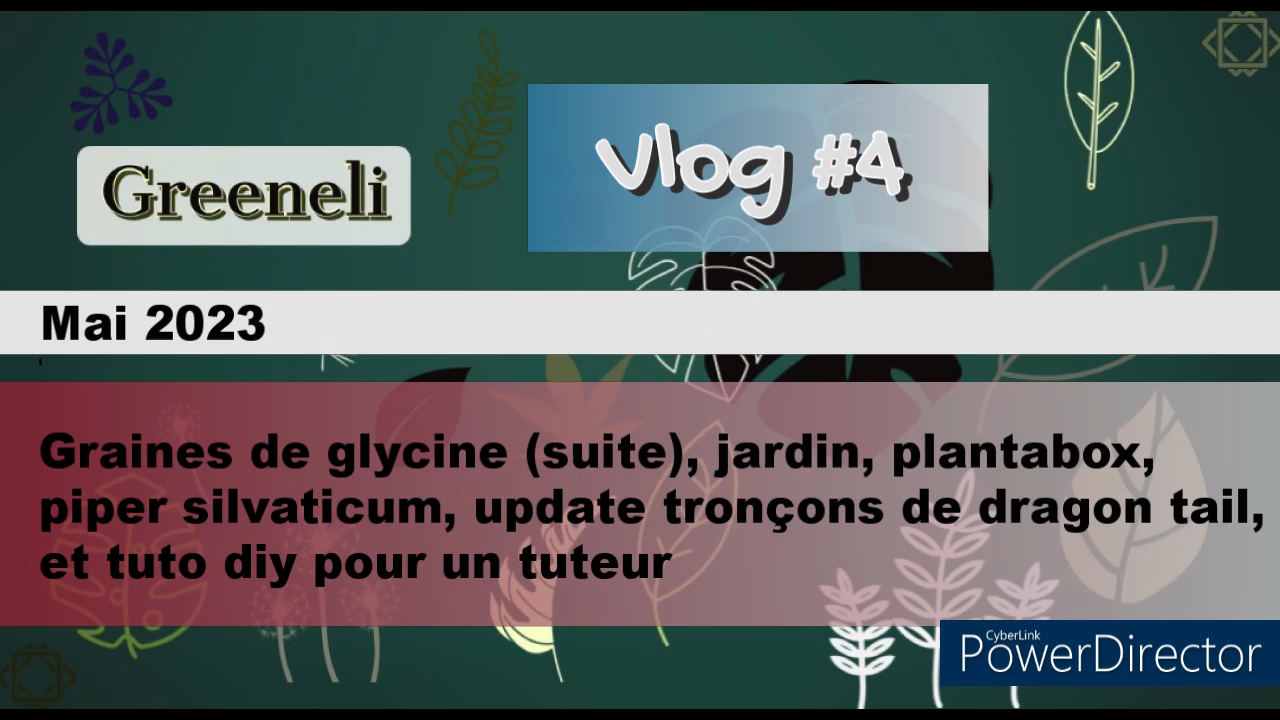 Greeneli
Vlog #4
Mai 2023
Graines de glycine (suite), jardin, plantabox,
piper silvaticum, update tronçons de dragon tail,
et tuto diy pour un tuteur
CyberLink
PowerDirector